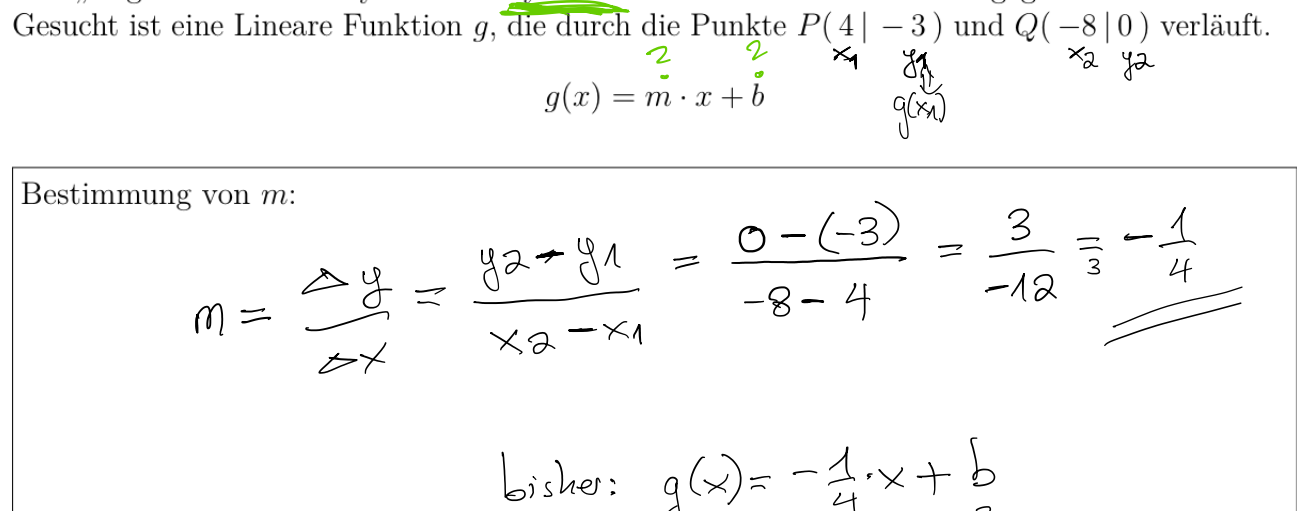 Gesucht ist eine Lineare Funktion g, die durch die Punkte P( 4 | − 3 ) und Q( −8 | 0 ) verläuft.
? ? x1 y1 x2 y2
g(x) = m · x + b g(x1)
Bestimmung von m:
m = Δy/Δx = (y2 - y1)/(x2 - x1) = (0 - (-3))/(-8 - 4) = 3/(-12) =3 - 1/4
bisher: g(x) = - 1/4 · x + b